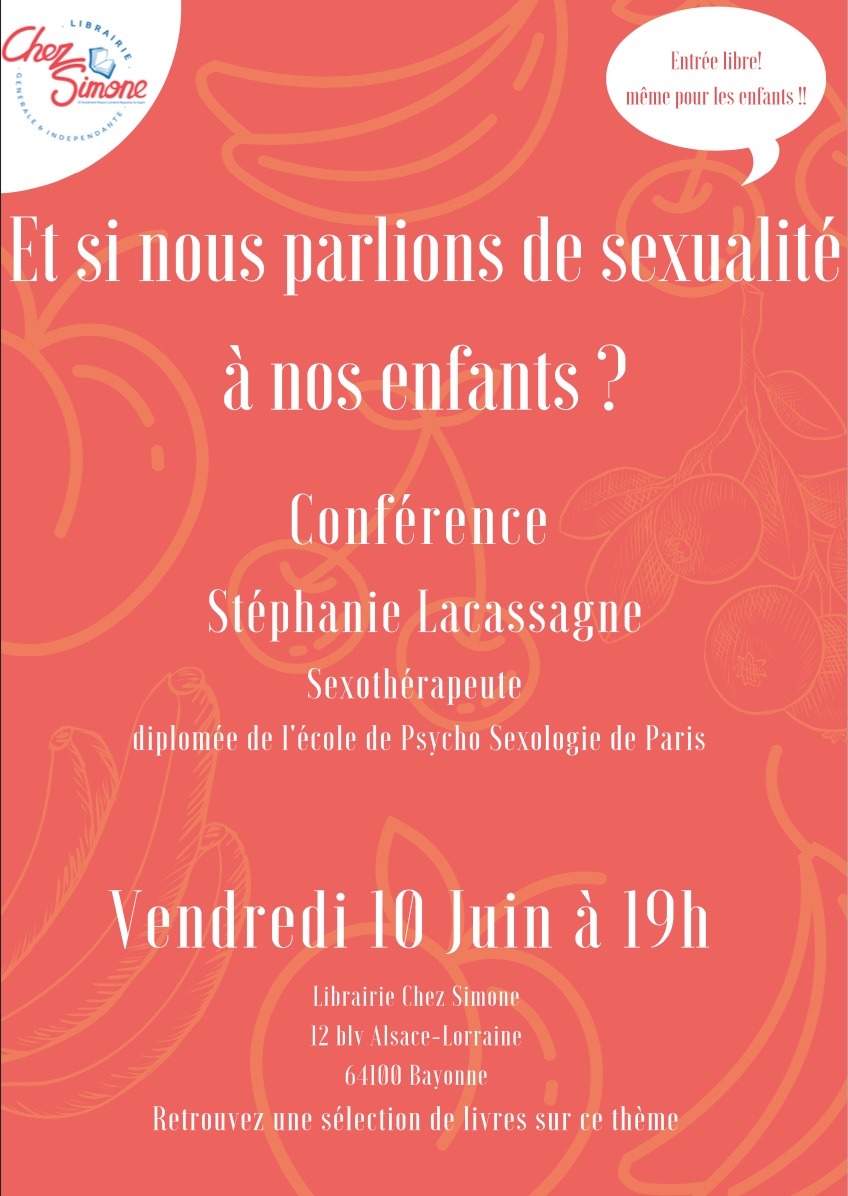 LIBRAIRIE
Chez
Simone
GENERALE & INDEPENDANTE
Entrée libre!
même pour les enfants !!
Et si nous parlions de sexualité
à nos enfants ?
Conférence
Stéphanie Lacassagne
Sexothérapeute
diplomée de l'école de Psycho Sexologie de Paris
Vendredi 10 Juin à 19h
Librairie Chez Simone
12 blv Alsace-Lorraine
64100 Bayonne
Retrouvez une sélection de livres sur ce thème